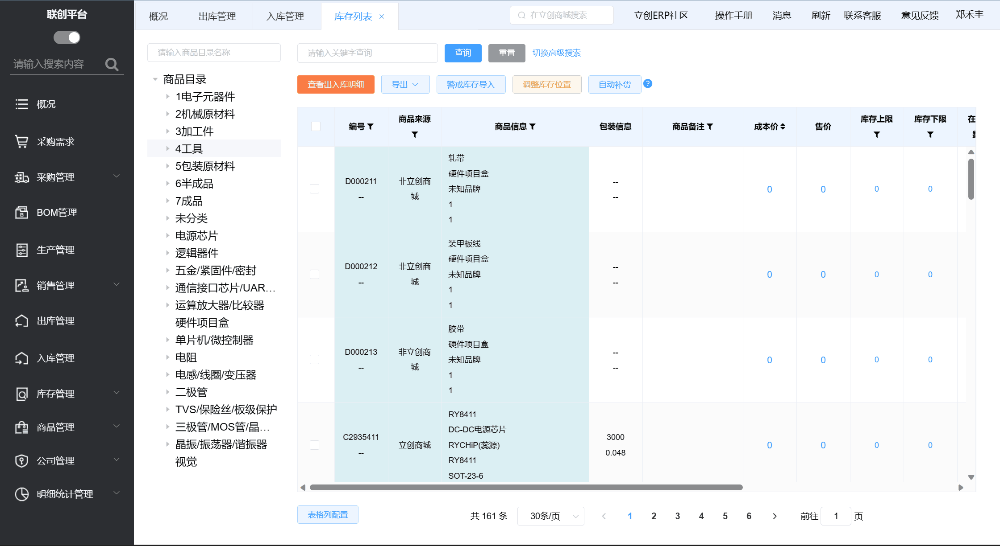 联创平台
请输入搜索内容
概况
采购需求
采购管理
BOM管理
生产管理
销售管理
出库管理
入库管理
库存管理
商品管理
公司管理
明细统计管理
概况
出库管理
入库管理
库存列表
在立创商城搜索
立创ERP社区
操作手册
消息
刷新
联系客服
意见反馈
郑禾丰
请输入商品目录名称
商品目录
1电子元器件
2机械原材料
3加工件
4工具
5包装原材料
6半成品
7成品
未分类
电源芯片
逻辑器件
五金/紧固件/密封
通信接口芯片/UAR...
运算放大器/比较器
硬件项目盒
单片机/微控制器
电阻
电感/线圈/变压器
二极管
TVS/保险丝/板级保护
三极管/MOS管/晶...
晶振/振荡器/谐振器
视觉
请输入关键字查询
查询
重置
切换高级搜索
查看出入库明细
导出
警戒库存导入
调整库存位置
自动补货
?
编号
商品来源
商品信息
包装信息
商品备注
成本价
售价
库存上限
库存下限
在
D000211
--
非立创商
城
轧带
硬件项目盒
未知品牌
1
1
--
--
0
0
0
0
D000212
--
非立创商
城
装甲板线
硬件项目盒
未知品牌
1
1
--
--
0
0
0
0
D000213
--
非立创商
城
胶带
硬件项目盒
未知品牌
1
1
--
--
0
0
0
0
C2935411
--
立创商城
RY8411
DC-DC电源芯片
RYCHiP(蕊源)
RY8411
SOT-23-6
3000
0.048
0
0
0
0
表格列配置
共 161 条
30条/页
1
2
3
4
5
6
前往
1
页